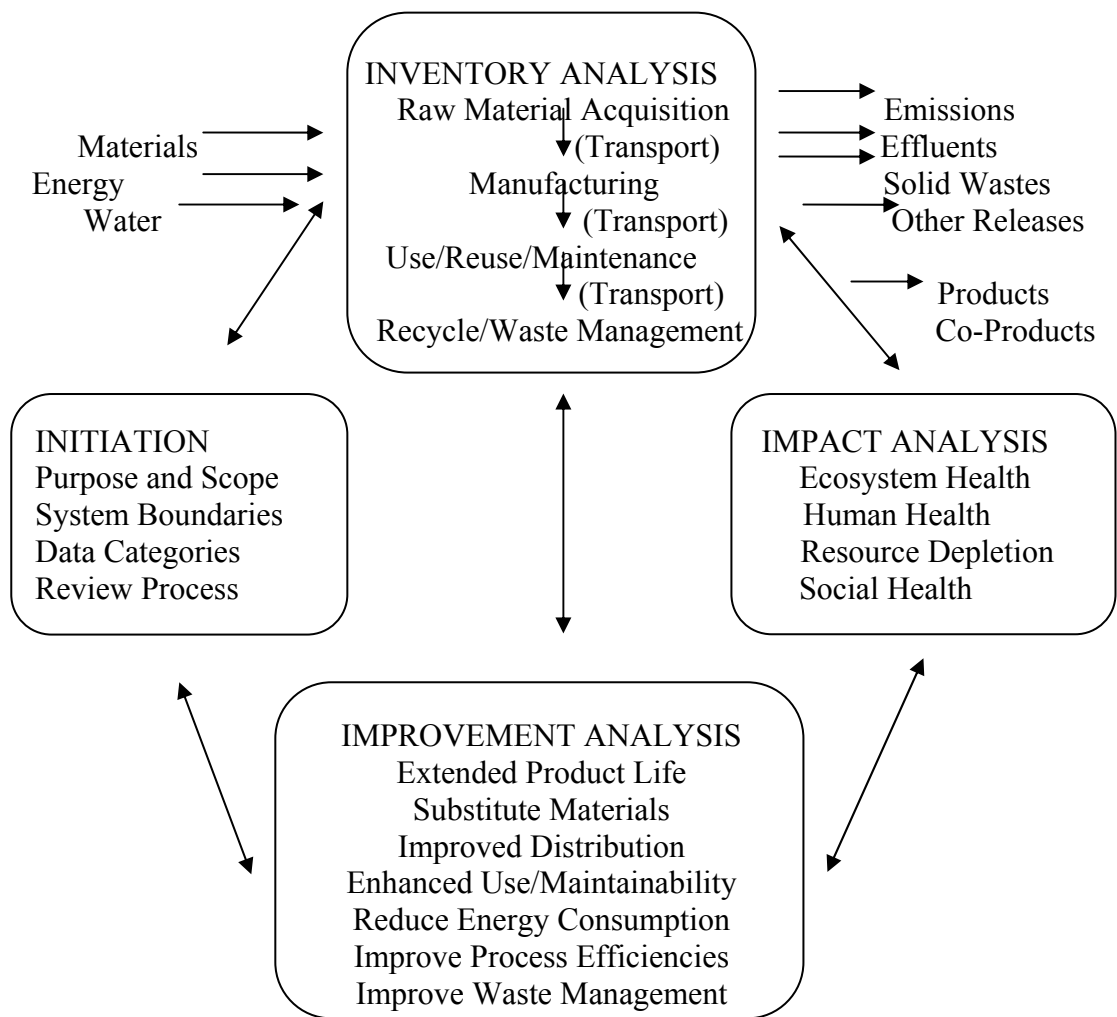 INVENTORY ANALYSIS
Raw Material Acquisition
(Transport)
Manufacturing
(Transport)
Use/Reuse/Maintenance
(Transport)
Recycle/Waste Management
Materials
Energy
Water
Emissions
Effluents
Solid Wastes
Other Releases
Products
Co-Products
INITIATION
Purpose and Scope
System Boundaries
Data Categories
Review Process
IMPACT ANALYSIS
Ecosystem Health
Human Health
Resource Depletion
Social Health
IMPROVEMENT ANALYSIS
Extended Product Life
Substitute Materials
Improved Distribution
Enhanced Use/Maintainability
Reduce Energy Consumption
Improve Process Efficiencies
Improve Waste Management